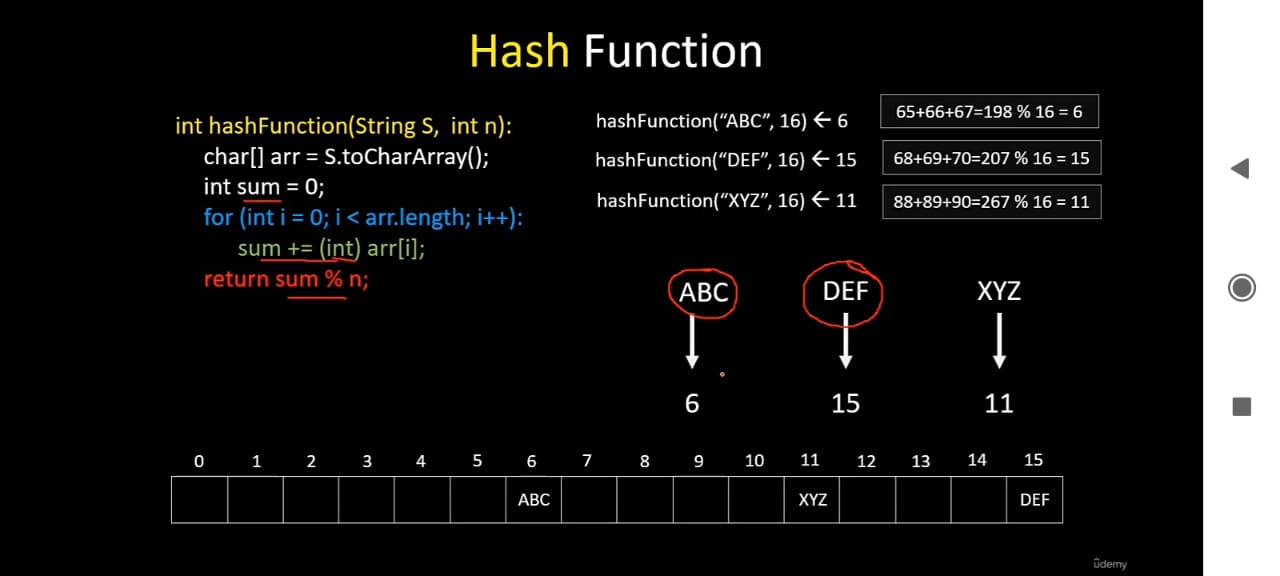 Hash Function
int hashFunction(String S, int n):
char[] arr = S.toCharArray();
int sum = 0;
for (int i = 0; i < arr.length; i++):
sum += (int) arr[i];
return sum % n;
hashFunction(“ABC”, 16) ← 6
65+66+67=198 % 16 = 6
hashFunction(“DEF”, 16) ← 15
68+69+70=207 % 16 = 15
hashFunction(“XYZ”, 16) ← 11
88+89+90=267 % 16 = 11
ABC DEF XYZ
6 15 11
0 1 2 3 4 5 6 7 8 9 10 11 12 13 14 15
ABC XYZ DEF
ûdemy